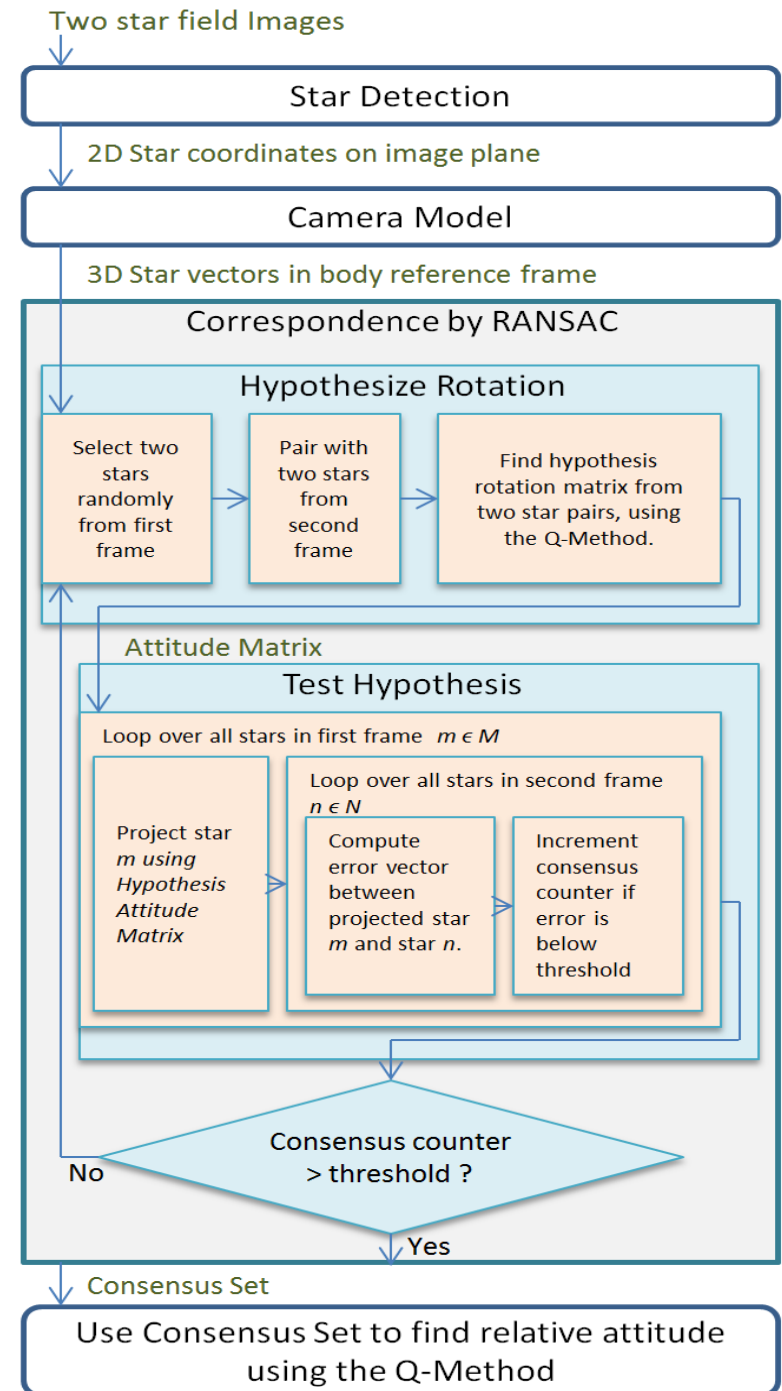 Two star field Images
Star Detection
2D Star coordinates on image plane
Camera Model
3D Star vectors in body reference frame
Correspondence by RANSAC
Hypothesize Rotation
Select two
stars
randomly
from first
frame
Pair with
two stars
from
second
frame
Find hypothesis
rotation matrix from
two star pairs, using
the Q-Method.
Attitude Matrix
Test Hypothesis
Loop over all stars in first frame m ϵ M
Project star
m using
Hypothesis
Attitude
Matrix
Loop over all stars in second frame
n ϵ N
Compute
error vector
between
projected star
m and star n.
Increment
consensus
counter if
error is
below
threshold
Consensus counter
> threshold ?
No
Yes
Consensus Set
Use Consensus Set to find relative attitude
using the Q-Method